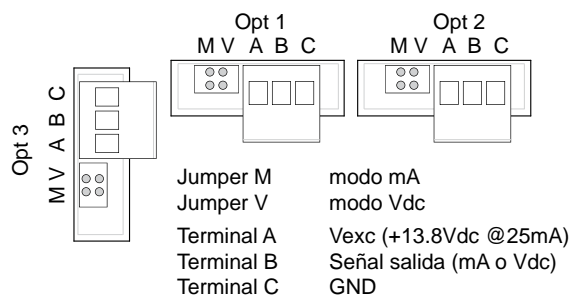 Opt 1
M V A B C
Opt 2
M V A B C
Opt 3
M V A B C
Jumper M modo mA
Jumper V modo Vdc
Terminal A Vexc (+13.8Vdc @25mA)
Terminal B Señal salida (mA o Vdc)
Terminal C GND